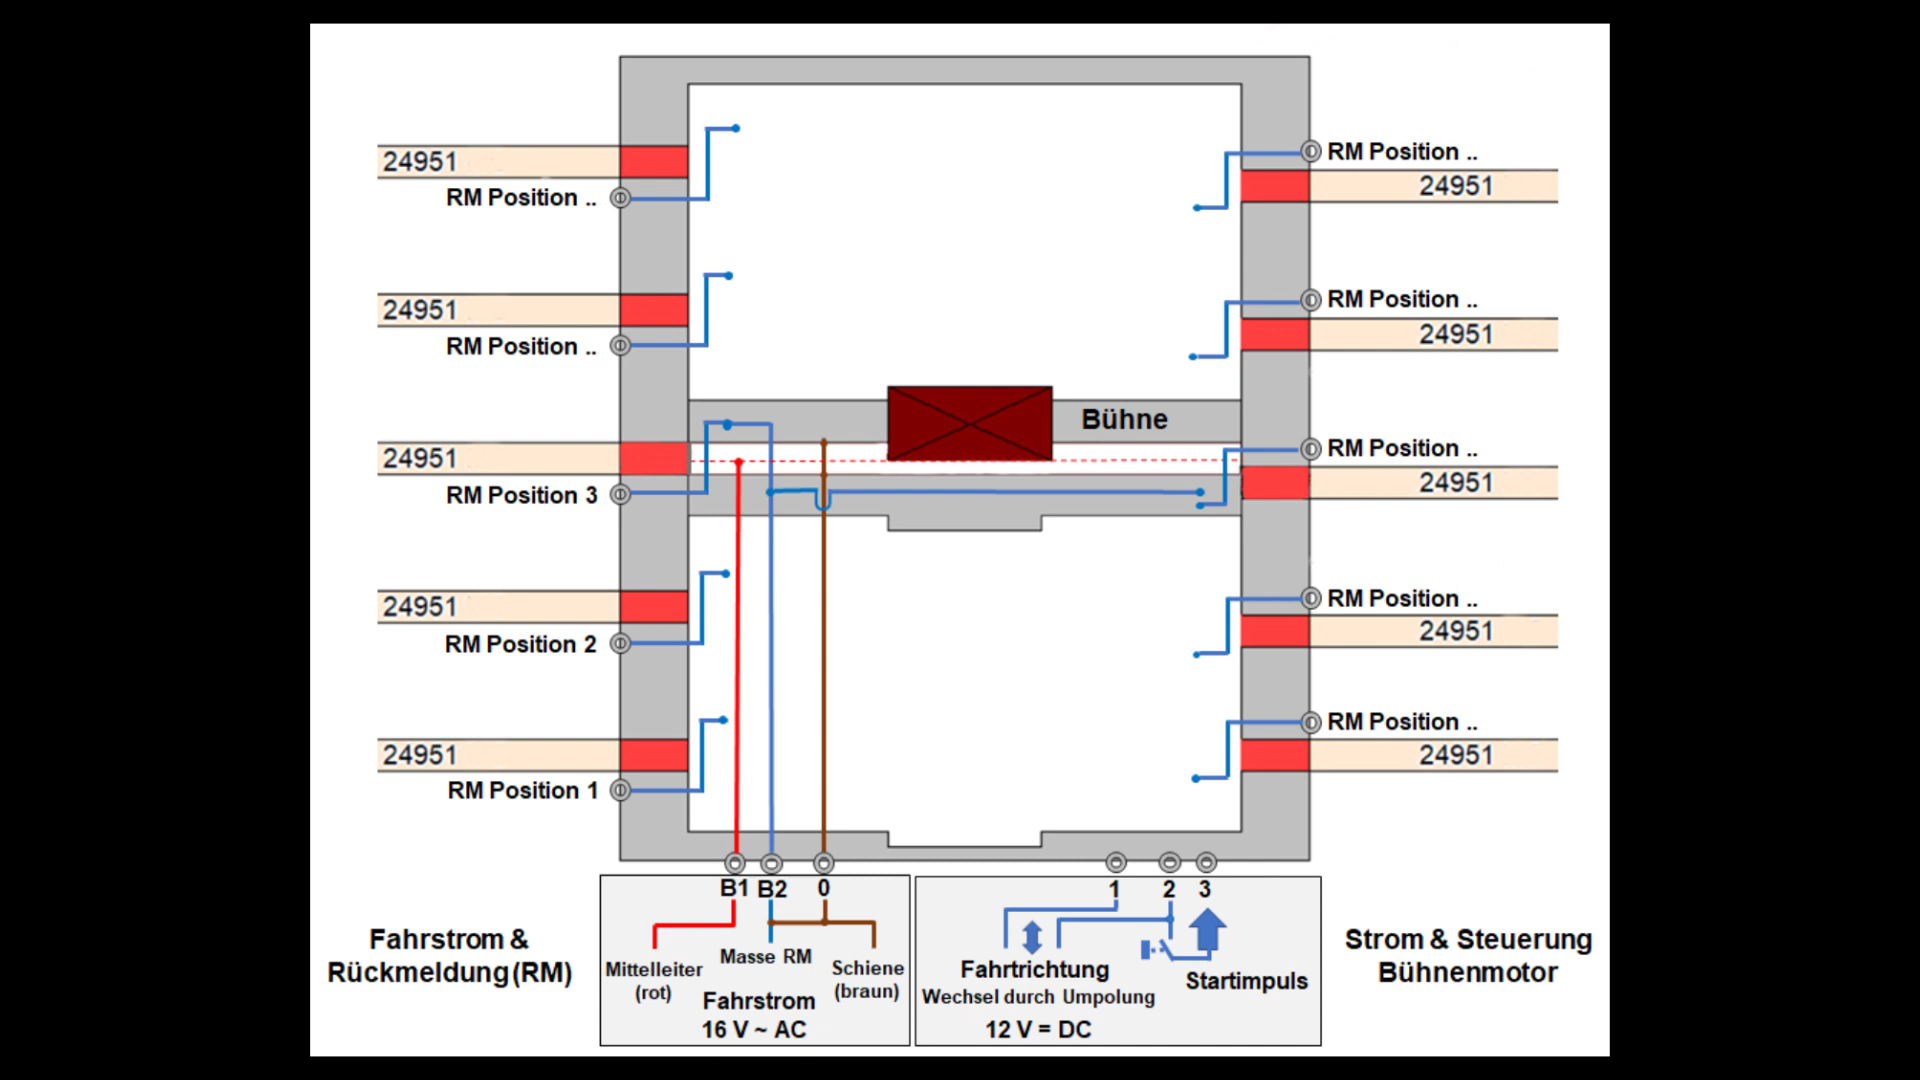 24951
RM Position ..
RM Position ..
24951
24951
RM Position ..
RM Position ..
24951
Bühne
24951
RM Position 3
RM Position ..
24951
24951
RM Position 2
RM Position ..
24951
24951
RM Position 1
RM Position ..
24951
B1 B2 0
1 2 3
Fahrstrom &
Rückmeldung (RM)
Mittelleiter
(rot)
Masse RM
Schiene
(braun)
Fahrstrom
16 V ~ AC
Fahrtrichtung
Wechsel durch Umpolung
12 V = DC
Startimpuls
Strom & Steuerung
Bühnenmotor